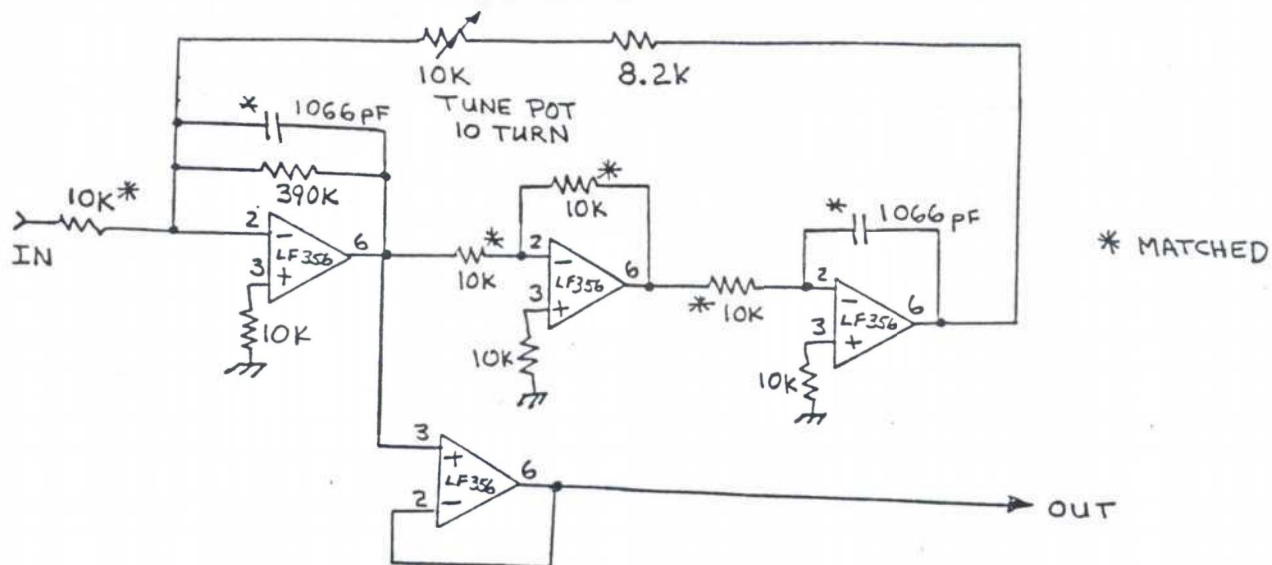 10K
TUNE POT
10 TURN
8.2K
* 1066pF
390K
10K*
IN
2
-
3
+
LF356
6
10K
10K *
10K *
2
-
3
+
LF356
6
10K
* 10K
* 1066pF
2
-
3
+
LF356
6
10K
* MATCHED
3
+
2
-
LF356
6
OUT